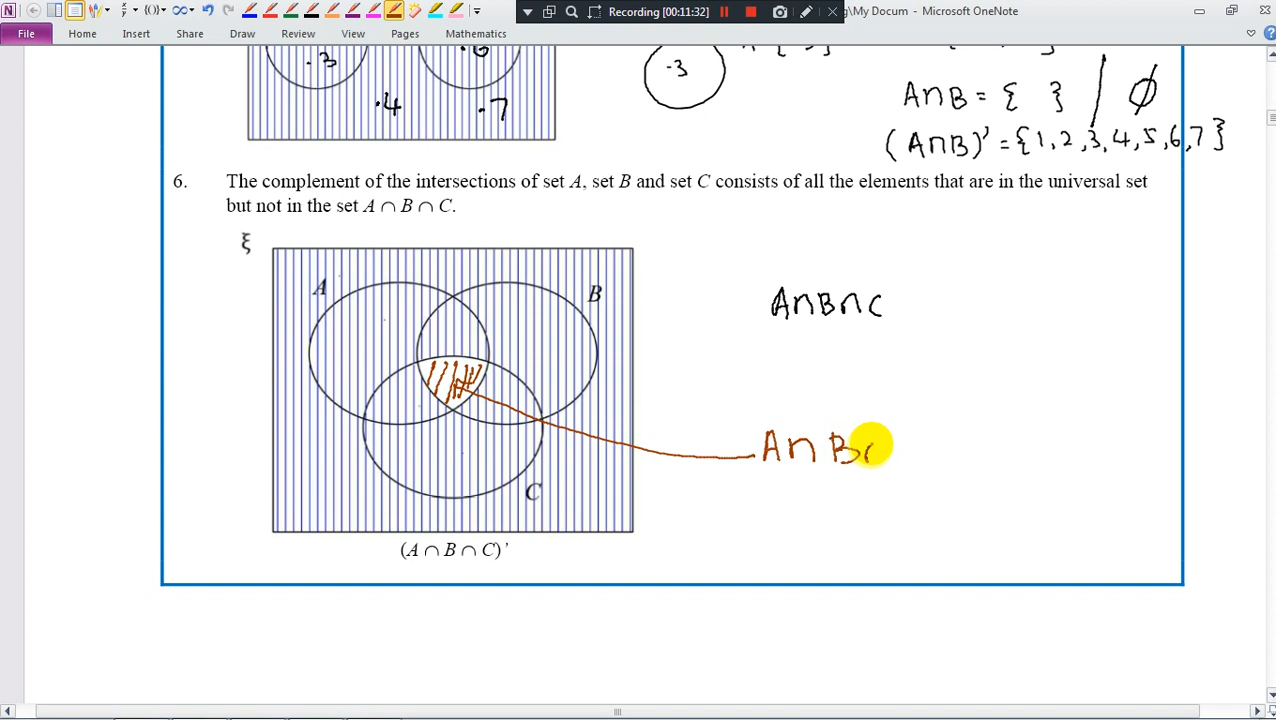 Recording [00:11:32]
g\My Docum - Microsoft OneNote
File Home Insert Share Draw Review View Pages Mathematics
.3
.4 .7
.3
A∩B = { } / ∅
(A∩B)' = {1,2,3,4,5,6,7}
6. The complement of the intersections of set A, set B and set C consists of all the elements that are in the universal set
but not in the set A ∩ B ∩ C.
ξ
A
B
A∩B∩C
A∩B
C
(A ∩ B ∩ C)’